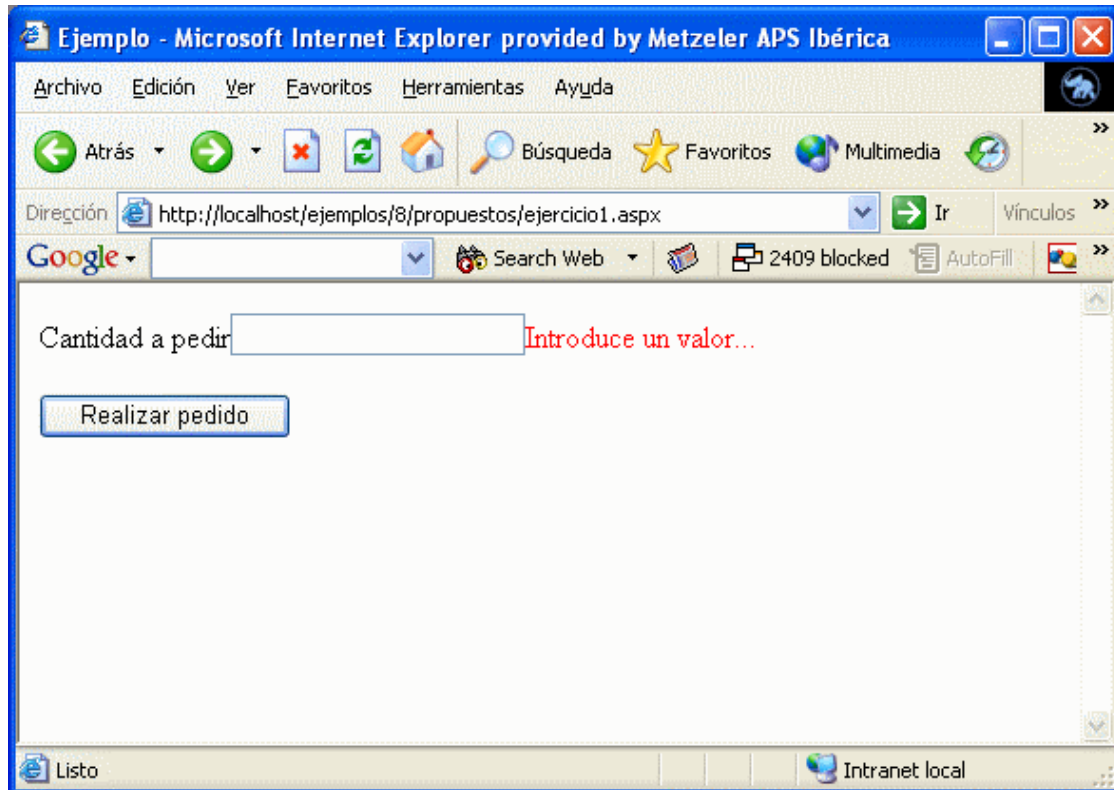 Ejemplo - Microsoft Internet Explorer provided by Metzeler APS Ibérica
Archivo Edición Ver Favoritos Herramientas Ayuda
Atrás Búsqueda Favoritos Multimedia »
Dirección http://localhost/ejemplos/8/propuestos/ejercicio1.aspx Ir Vínculos »
Google Search Web 2409 blocked AutoFill »
Cantidad a pedir Introduce un valor...
Realizar pedido
Listo Intranet local